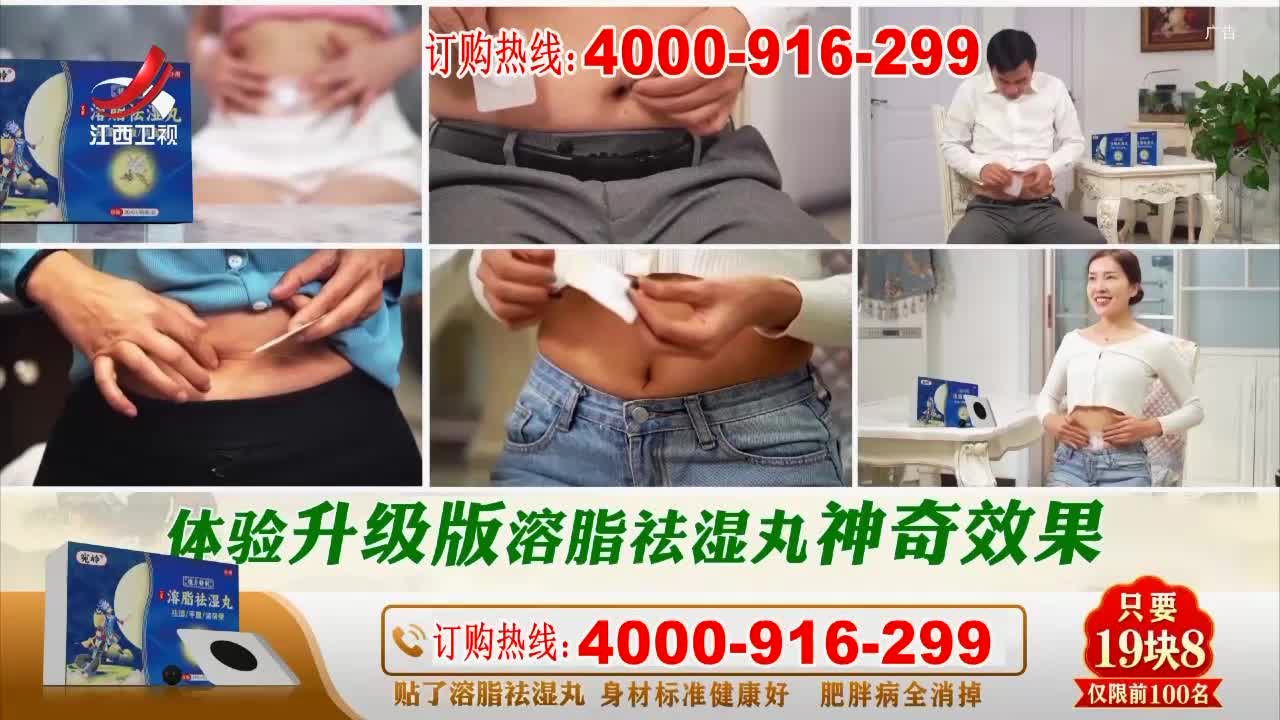 订购热线:4000-916-299
广告
溶脂祛湿丸
江西卫视
体验升级版溶脂祛湿丸神奇效果
宛婷
溶脂祛湿丸
订购热线:4000-916-299
贴了溶脂祛湿丸 身材标准健康好 肥胖病全消掉
只要
19块8
仅限前100名